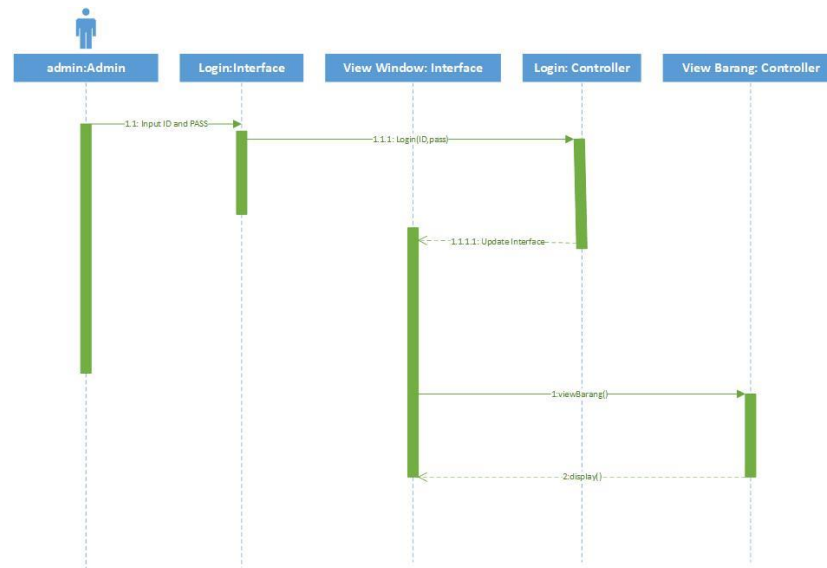 admin:Admin
Login:Interface
View Window: Interface
Login: Controller
View Barang: Controller
1.1: Input ID and PASS
1.1.1: Login(ID,pass)
1.1.1.1: Update Interface
1:viewBarang()
2:display()